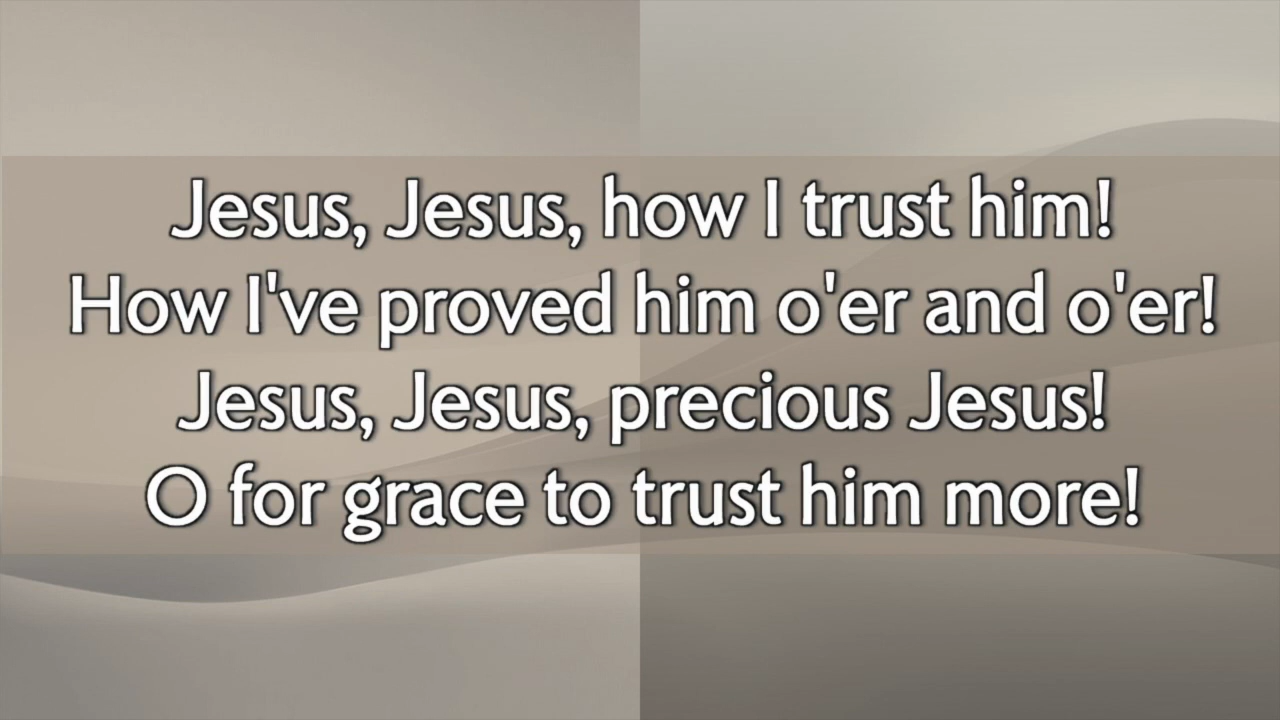 Jesus, Jesus, how I trust him!
How I've proved him o'er and o'er!
Jesus, Jesus, precious Jesus!
O for grace to trust him more!